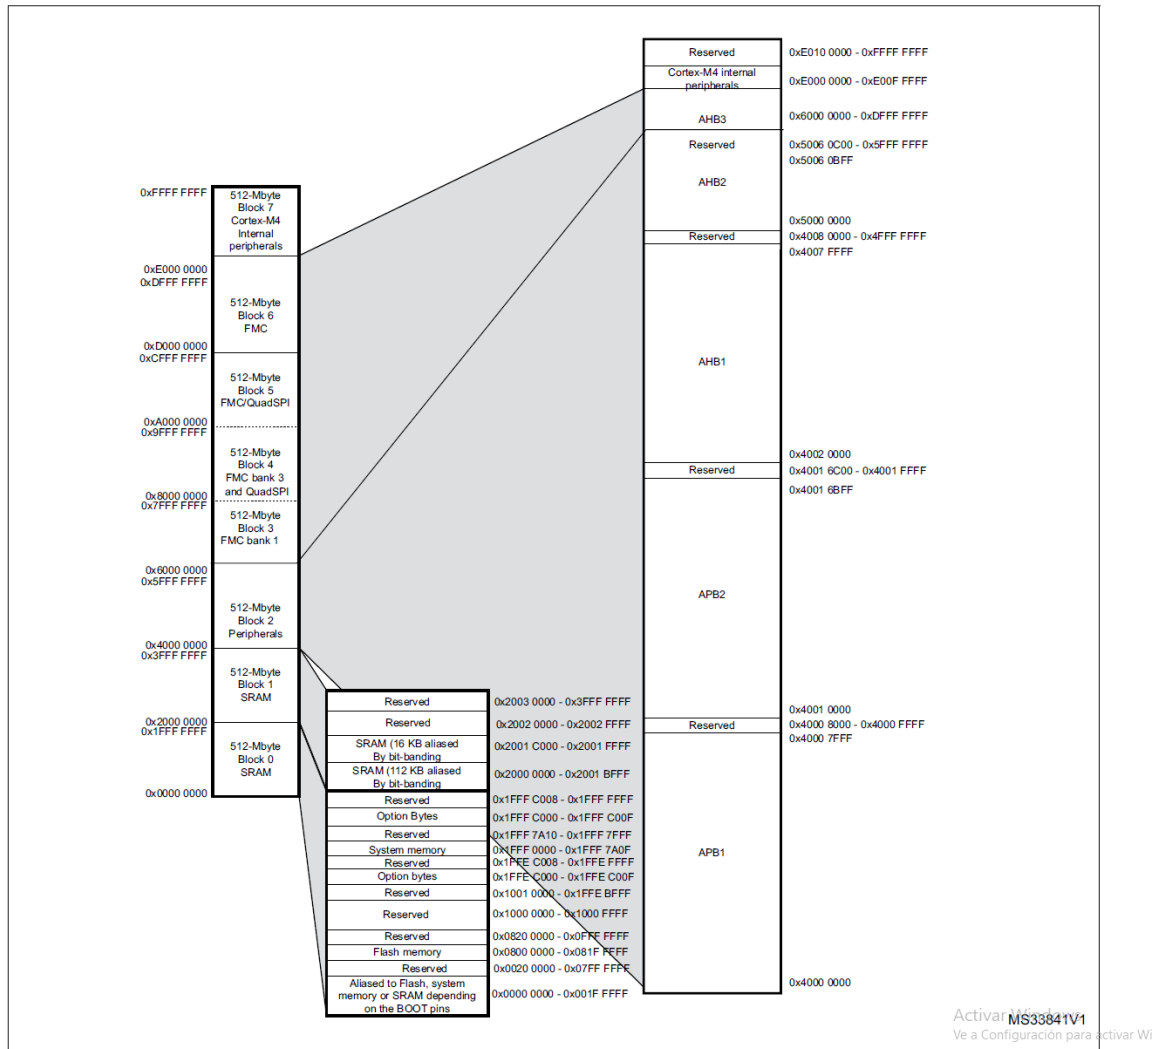 0xFFFF FFFF
512-Mbyte
Block 7
Cortex-M4
Internal
peripherals
0xE000 0000
0xDFFF FFFF
512-Mbyte
Block 6
FMC
0xD000 0000
0xCFFF FFFF
512-Mbyte
Block 5
FMC/QuadSPI
0xA000 0000
0x9FFF FFFF
512-Mbyte
Block 4
FMC bank 3
and QuadSPI
0x8000 0000
0x7FFF FFFF
512-Mbyte
Block 3
FMC bank 1
0x6000 0000
0x5FFF FFFF
512-Mbyte
Block 2
Peripherals
0x4000 0000
0x3FFF FFFF
512-Mbyte
Block 1
SRAM
0x2000 0000
0x1FFF FFFF
512-Mbyte
Block 0
SRAM
0x0000 0000
Reserved 0x2003 0000 - 0x3FFF FFFF
Reserved 0x2002 0000 - 0x2002 FFFF
SRAM (16 KB aliased
By bit-banding
0x2001 C000 - 0x2001 FFFF
SRAM (112 KB aliased
By bit-banding
0x2000 0000 - 0x2001 BFFF
Reserved 0x1FFF C008 - 0x1FFF FFFF
Option Bytes 0x1FFF C000 - 0x1FFF C00F
Reserved 0x1FFF 7A10 - 0x1FFF 7FFF
System memory 0x1FFF 0000 - 0x1FFF 7A0F
Reserved 0x1FFE C008 - 0x1FFE FFFF
Option bytes 0x1FFE C000 - 0x1FFE C00F
Reserved 0x1001 0000 - 0x1FFE BFFF
Reserved 0x1000 0000 - 0x1000 FFFF
Reserved 0x0820 0000 - 0x0FFF FFFF
Flash memory 0x0800 0000 - 0x081F FFFF
Reserved 0x0020 0000 - 0x07FF FFFF
Aliased to Flash, system
memory or SRAM depending
on the BOOT pins
0x0000 0000 - 0x001F FFFF
Reserved 0xE010 0000 - 0xFFFF FFFF
Cortex-M4 internal
peripherals
0xE000 0000 - 0xE00F FFFF
AHB3 0x6000 0000 - 0xDFFF FFFF
Reserved 0x5006 0C00 - 0x5FFF FFFF
0x5006 0BFF
AHB2
0x5000 0000
Reserved 0x4008 0000 - 0x4FFF FFFF
0x4007 FFFF
AHB1
0x4002 0000
Reserved 0x4001 6C00 - 0x4001 FFFF
0x4001 6BFF
APB2
0x4001 0000
Reserved 0x4000 8000 - 0x4000 FFFF
0x4000 7FFF
APB1
0x4000 0000
Activar Windows
MS33841V1
Ve a Configuración para activar Wi